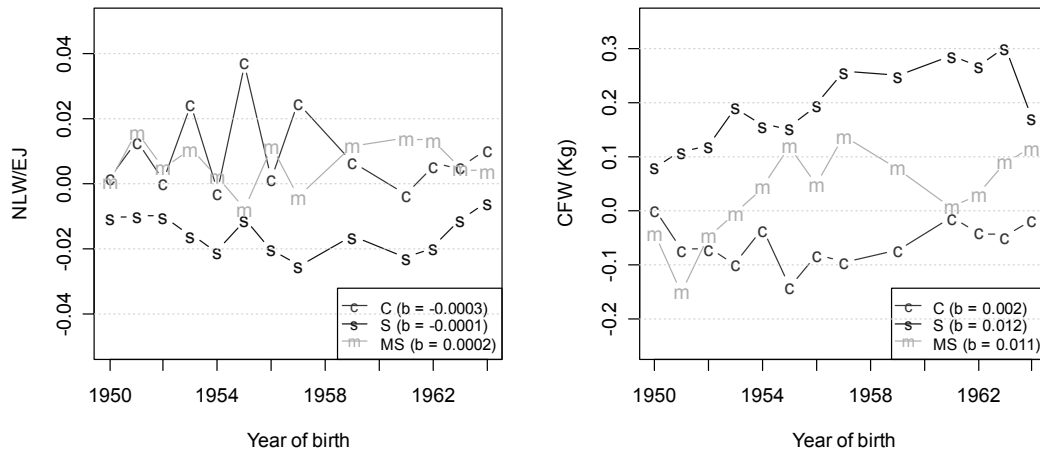 NLW/EJ
0.04
0.02
0.00
-0.02
-0.04
C (b = -0.0003)
S (b = -0.0001)
MS (b = 0.0002)
1950 1954 1958 1962
Year of birth
CFW (Kg)
0.3
0.2
0.1
0.0
-0.1
-0.2
C (b = 0.002)
S (b = 0.012)
MS (b = 0.011)
1950 1954 1958 1962
Year of birth